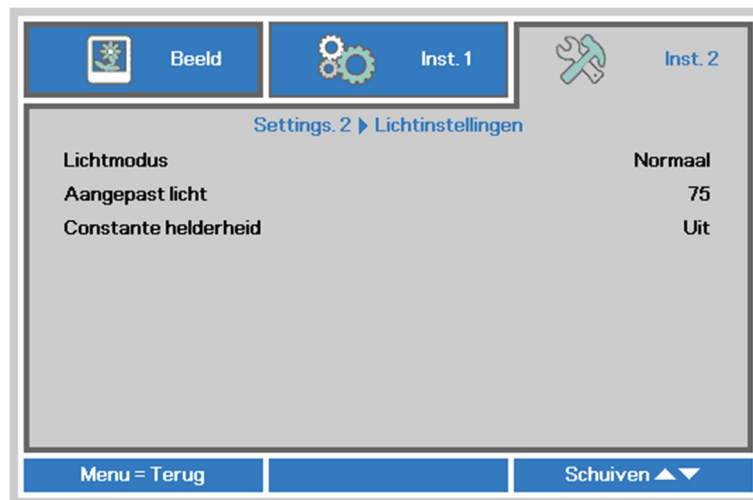 Beeld
Inst. 1
Inst. 2
Settings. 2 ▶ Lichtinstellingen
Lichtmodus Normaal
Aangepast licht 75
Constante helderheid Uit
Menu = Terug
Schuiven ▲▼